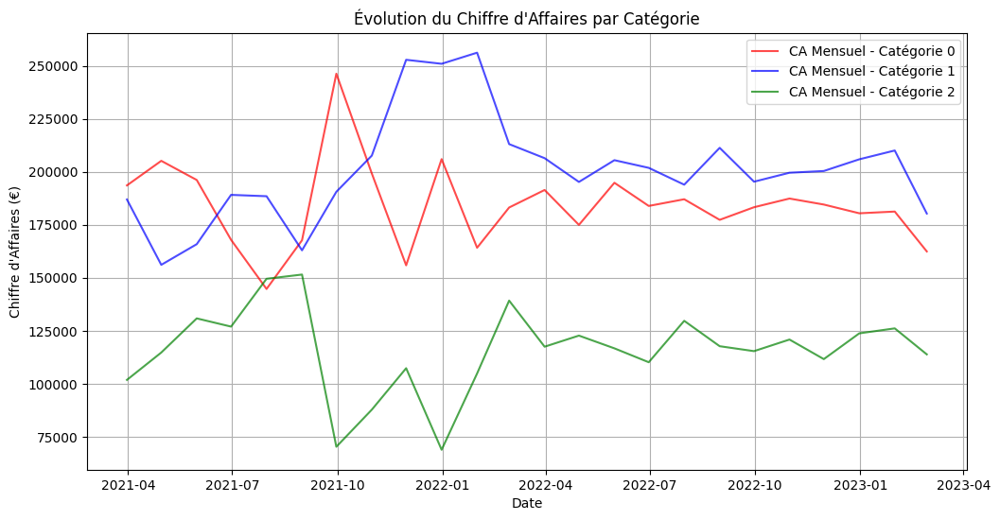 Évolution du Chiffre d'Affaires par Catégorie
CA Mensuel - Catégorie 0
CA Mensuel - Catégorie 1
CA Mensuel - Catégorie 2
Chiffre d'Affaires (€)
250000
225000
200000
175000
150000
125000
100000
75000
2021-04 2021-07 2021-10 2022-01 2022-04 2022-07 2022-10 2023-01 2023-04
Date